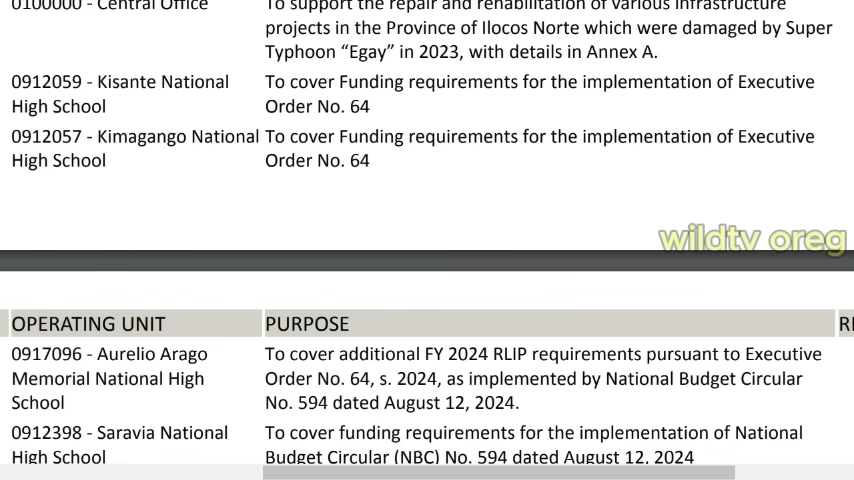 0100000 - Central Office
To support the repair and rehabilitation of various infrastructure
projects in the Province of Ilocos Norte which were damaged by Super
Typhoon “Egay” in 2023, with details in Annex A.
0912059 - Kisante National
High School
To cover Funding requirements for the implementation of Executive
Order No. 64
0912057 - Kimagango National
High School
To cover Funding requirements for the implementation of Executive
Order No. 64
wildtv oreg
OPERATING UNIT
PURPOSE
0917096 - Aurelio Arago
Memorial National High
School
To cover additional FY 2024 RLIP requirements pursuant to Executive
Order No. 64, s. 2024, as implemented by National Budget Circular
No. 594 dated August 12, 2024.
0912398 - Saravia National
High School
To cover funding requirements for the implementation of National
Budget Circular (NBC) No. 594 dated August 12, 2024